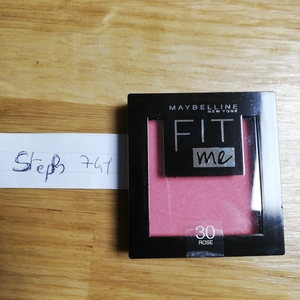 MAYBELLINE
NEW YORK
FIT
me
Steph 741
30
ROSE